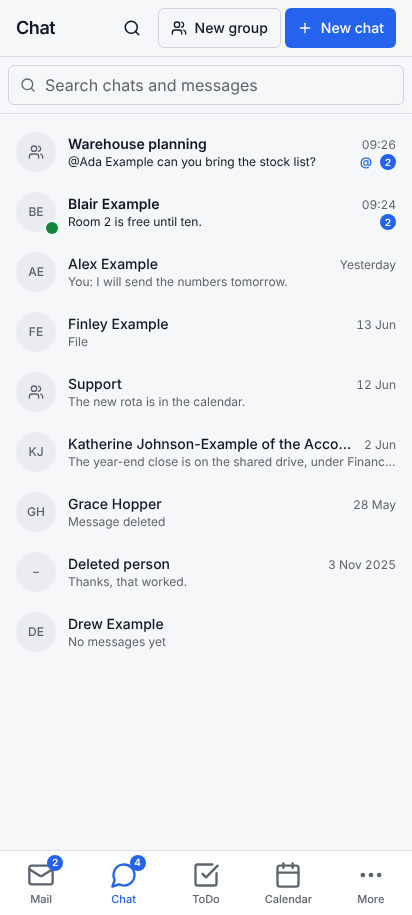 Chat
New group
New chat
Search chats and messages
Warehouse planning
09:26
@Ada Example can you bring the stock list?
@ 2
BE
Blair Example
09:24
Room 2 is free until ten.
2
AE
Alex Example
Yesterday
You: I will send the numbers tomorrow.
FE
Finley Example
13 Jun
File
Support
12 Jun
The new rota is in the calendar.
KJ
Katherine Johnson-Example of the Acco...
2 Jun
The year-end close is on the shared drive, under Financ...
GH
Grace Hopper
28 May
Message deleted
–
Deleted person
3 Nov 2025
Thanks, that worked.
DE
Drew Example
No messages yet
2
4
Mail
Chat
ToDo
Calendar
More